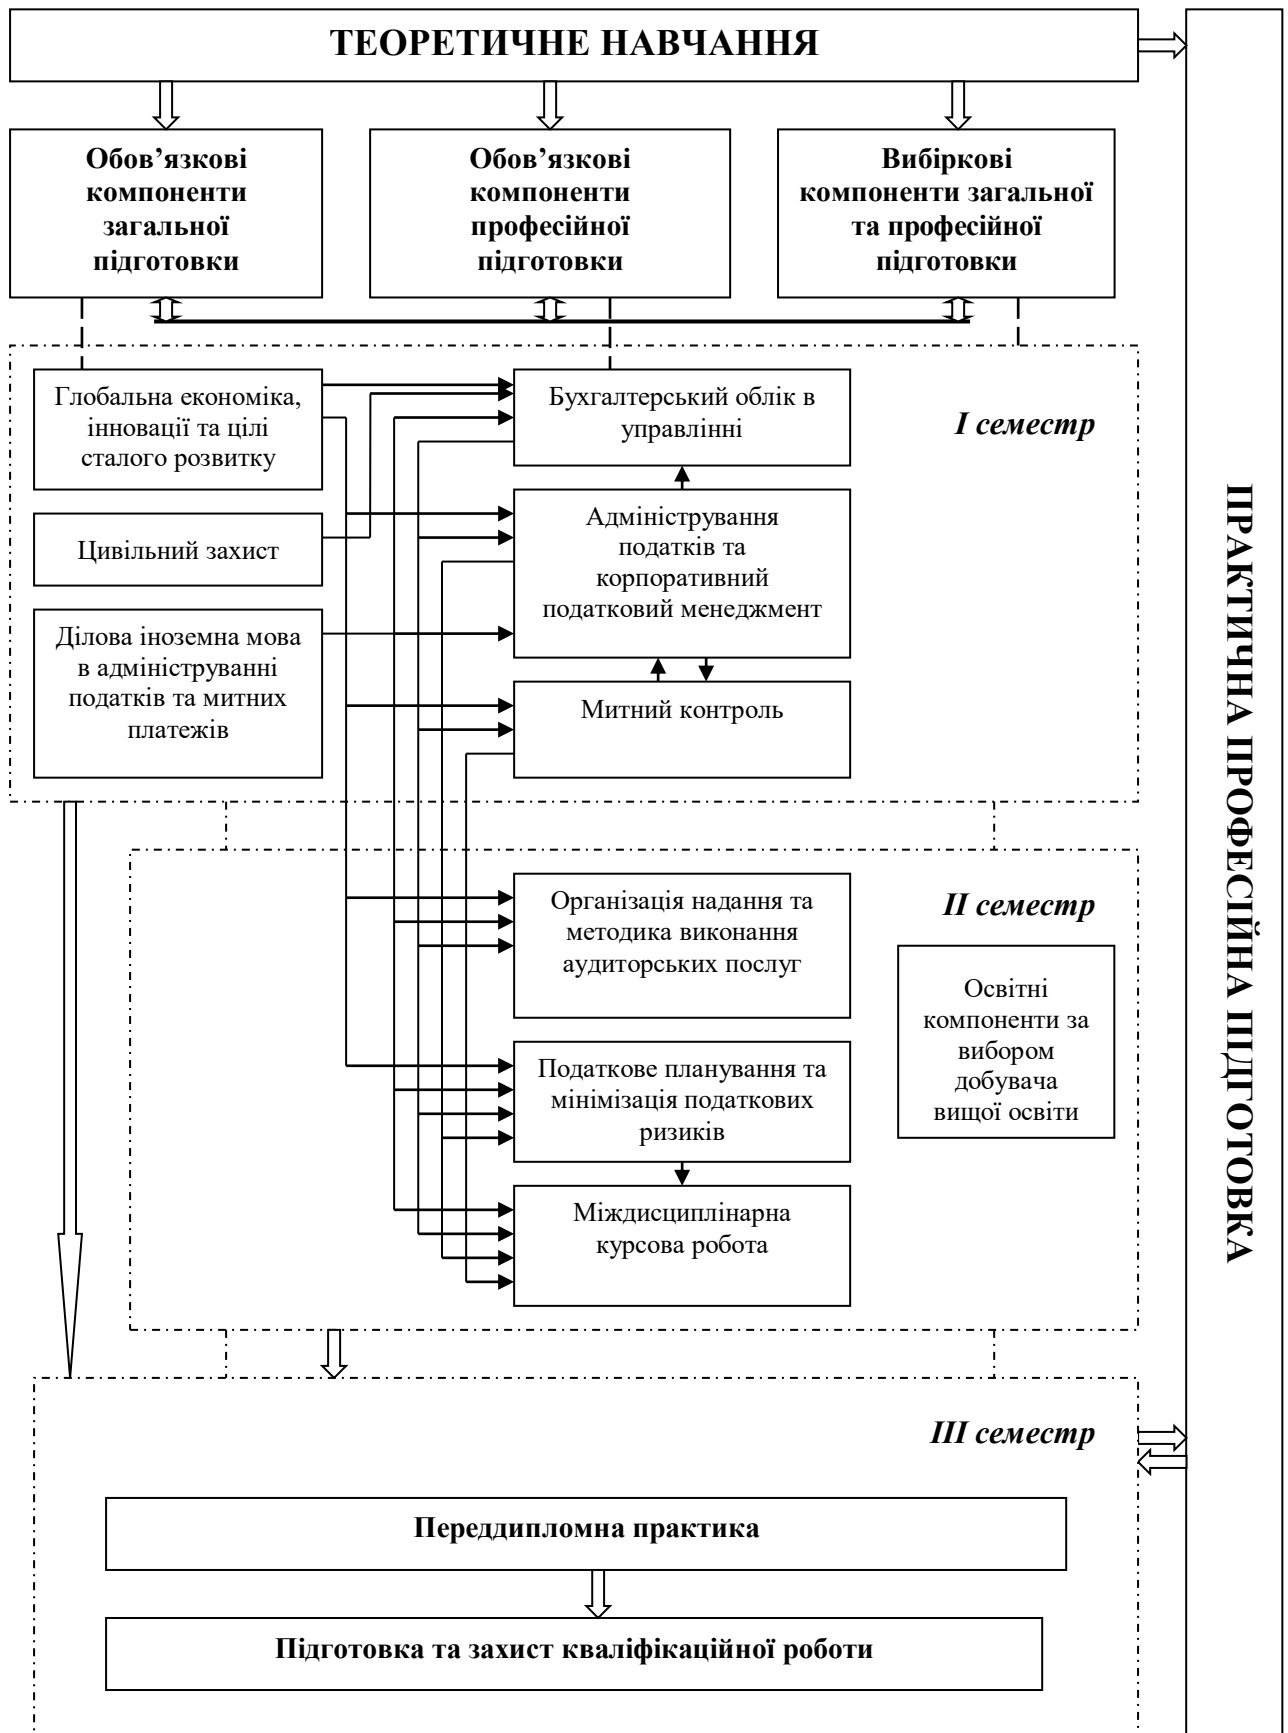 ТЕОРЕТИЧНЕ НАВЧАННЯ
Обов’язкові
компоненти
загальної
підготовки
Обов’язкові
компоненти
професійної
підготовки
Вибіркові
компоненти загальної
та професійної
підготовки
Глобальна економіка,
інновації та цілі
сталого розвитку
Цивільний захист
Ділова іноземна мова
в адмініструванні
податків та митних
платежів
Бухгалтерський облік в
управлінні
Адміністрування
податків та
корпоративний
податковий менеджмент
Митний контроль
I семестр
Організація надання та
методика виконання
аудиторських послуг
Податкове планування та
мінімізація податкових
ризиків
Міждисциплінарна
курсова робота
II семестр
Освітні
компоненти за
вибором
добувача
вищої освіти
III семестр
Переддипломна практика
Підготовка та захист кваліфікаційної роботи
ПРАКТИЧНА ПРОФЕСІЙНА ПІДГОТОВКА